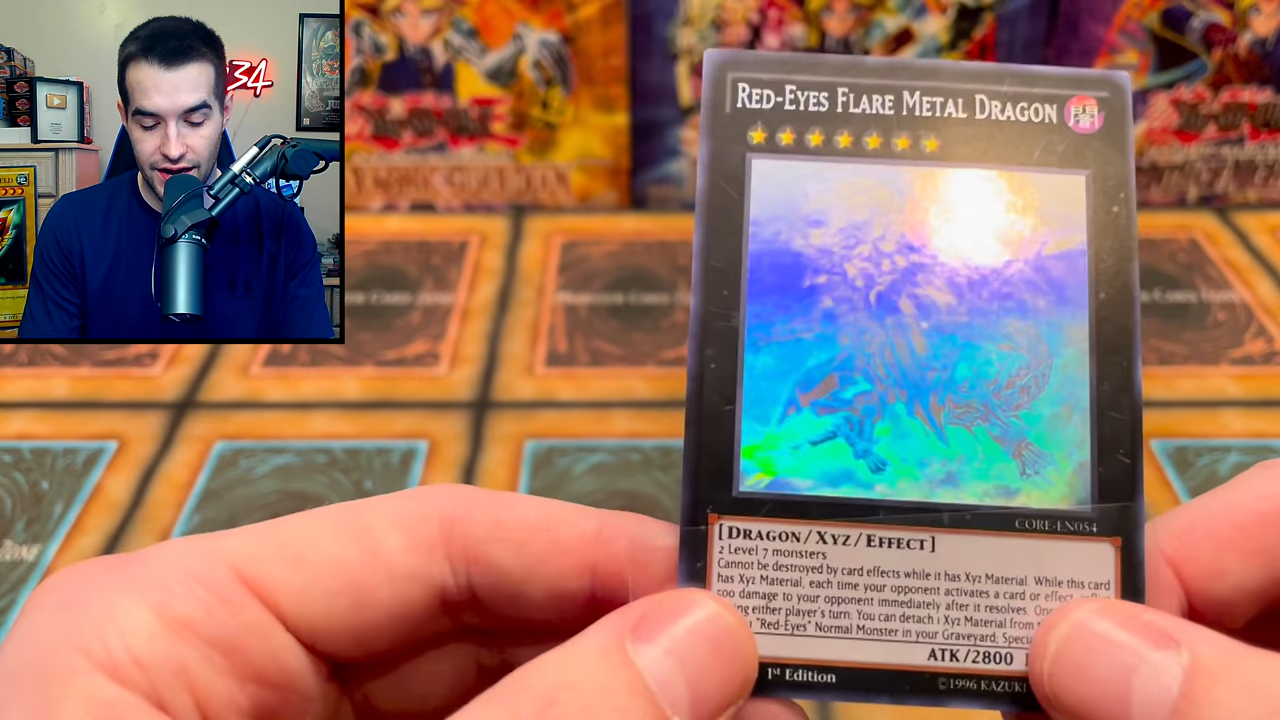 34
RED-EYES FLARE METAL DRAGON
闇
CORE-EN054
[DRAGON/XYZ/EFFECT]
2 Level 7 monsters
Cannot be destroyed by card effects while it has Xyz Material. While this card
has Xyz Material, each time your opponent activates a card or effect,
500 damage to your opponent immediately after it resolves.
either player's turn: You can detach 1 Xyz Material from
"Red-Eyes" Normal Monster in your Graveyard;
ATK/2800
1st Edition
©1996 KAZUKI